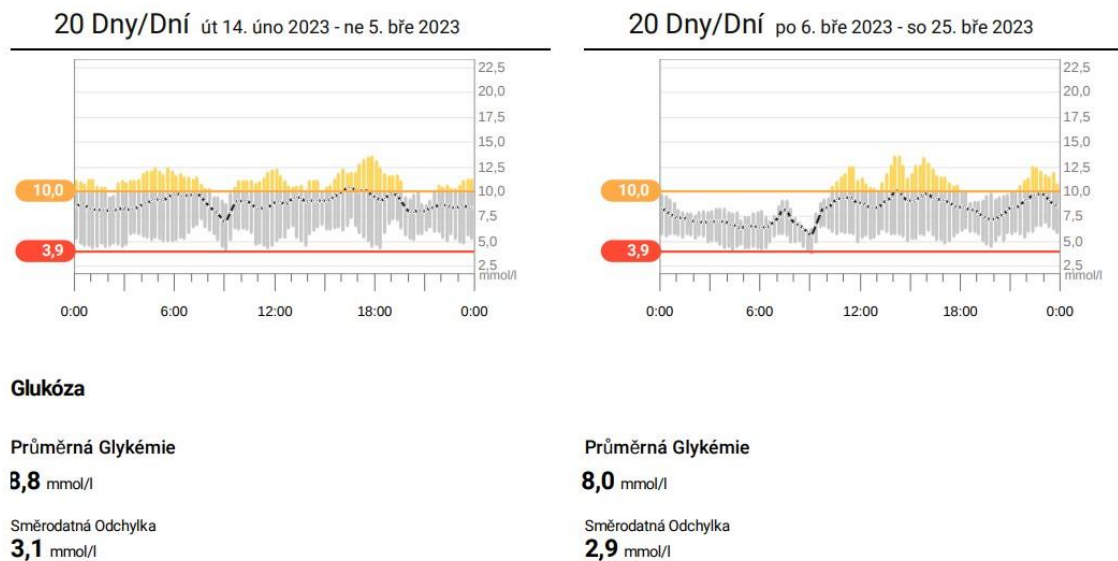 20 Dny/Dní út 14. úno 2023 - ne 5. bře 2023
22,5
20,0
17,5
15,0
12,5
10,0 10,0
7,5
5,0
3,9
2,5
mmol/l
0:00 6:00 12:00 18:00 0:00
20 Dny/Dní po 6. bře 2023 - so 25. bře 2023
22,5
20,0
17,5
15,0
12,5
10,0 10,0
7,5
5,0
3,9
2,5
mmol/l
0:00 6:00 12:00 18:00 0:00
Glukóza
Průměrná Glykémie
8,8 mmol/l
Směrodatná Odchylka
3,1 mmol/l
Průměrná Glykémie
8,0 mmol/l
Směrodatná Odchylka
2,9 mmol/l